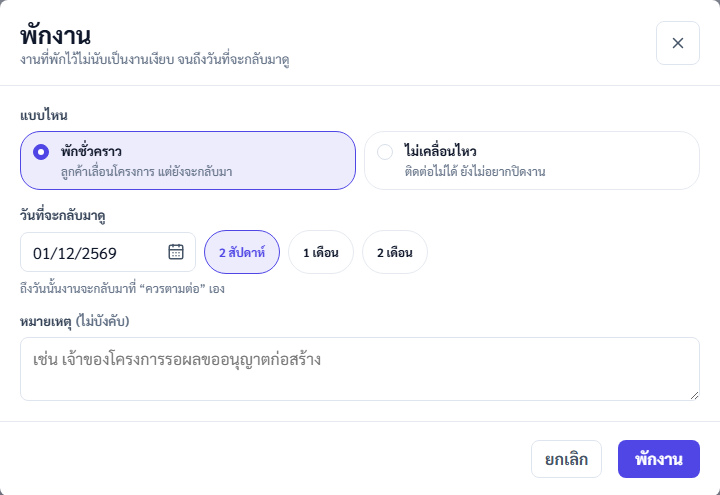 พักงาน
งานที่พักไว้ไม่นับเป็นงานเงียบ จนถึงวันที่จะกลับมาดู
แบบไหน
พักชั่วคราว
ลูกค้าเลื่อนโครงการ แต่ยังจะกลับมา
ไม่เคลื่อนไหว
ติดต่อไม่ได้ ยังไม่อยากปิดงาน
วันที่จะกลับมาดู
01/12/2569
2 สัปดาห์
1 เดือน
2 เดือน
ถึงวันนั้นงานจะกลับมาที่ “ควรตามต่อ” เอง
หมายเหตุ (ไม่บังคับ)
เช่น เจ้าของโครงการรอผลขออนุญาตก่อสร้าง
ยกเลิก
พักงาน